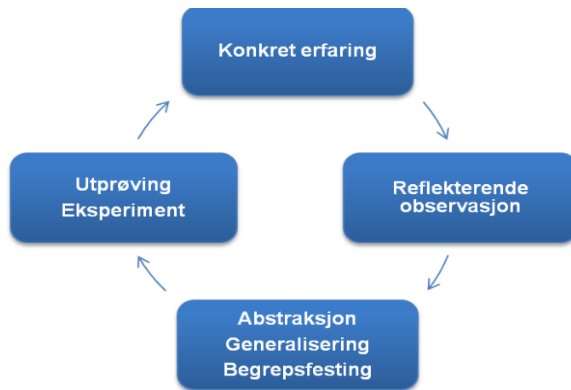 Konkret erfaring
Reflekterende
observasjon
Abstraksjon
Generalisering
Begrepsfesting
Utprøving
Eksperiment